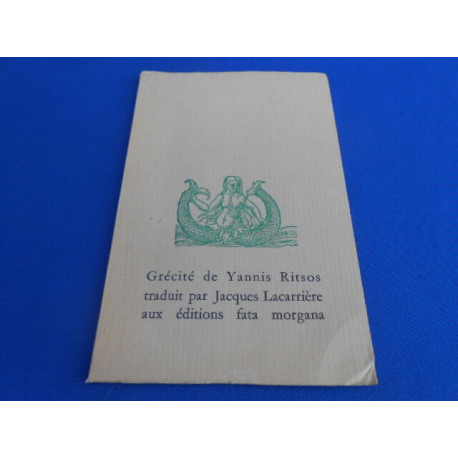 Grécité de Yannis Ritsos
traduit par Jacques Lacarrière
aux éditions fata morgana